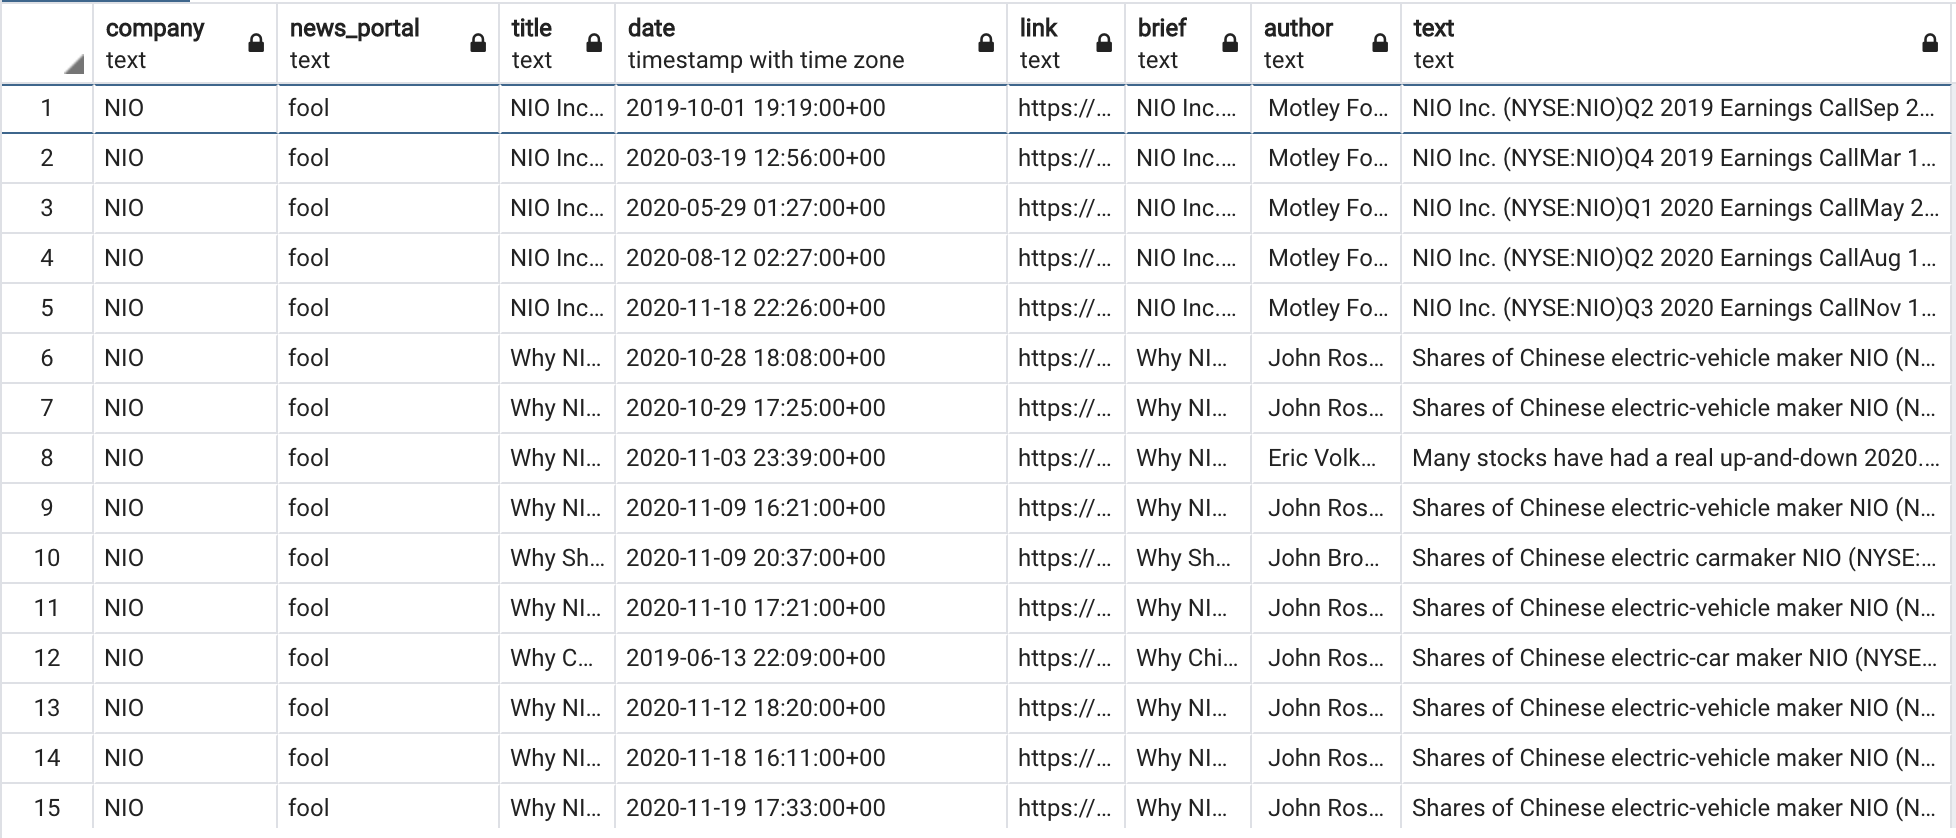 company news_portal title date link brief author text
text text text timestamp with time zone text text text text
1 NIO fool NIO Inc... 2019-10-01 19:19:00+00 https://... NIO Inc.... Motley Fo... NIO Inc. (NYSE:NIO)Q2 2019 Earnings CallSep 2...
2 NIO fool NIO Inc... 2020-03-19 12:56:00+00 https://... NIO Inc.... Motley Fo... NIO Inc. (NYSE:NIO)Q4 2019 Earnings CallMar 1...
3 NIO fool NIO Inc... 2020-05-29 01:27:00+00 https://... NIO Inc.... Motley Fo... NIO Inc. (NYSE:NIO)Q1 2020 Earnings CallMay 2...
4 NIO fool NIO Inc... 2020-08-12 02:27:00+00 https://... NIO Inc.... Motley Fo... NIO Inc. (NYSE:NIO)Q2 2020 Earnings CallAug 1...
5 NIO fool NIO Inc... 2020-11-18 22:26:00+00 https://... NIO Inc.... Motley Fo... NIO Inc. (NYSE:NIO)Q3 2020 Earnings CallNov 1...
6 NIO fool Why NI... 2020-10-28 18:08:00+00 https://... Why NI... John Ros... Shares of Chinese electric-vehicle maker NIO (N...
7 NIO fool Why NI... 2020-10-29 17:25:00+00 https://... Why NI... John Ros... Shares of Chinese electric-vehicle maker NIO (N...
8 NIO fool Why NI... 2020-11-03 23:39:00+00 https://... Why NI... Eric Volk... Many stocks have had a real up-and-down 2020....
9 NIO fool Why NI... 2020-11-09 16:21:00+00 https://... Why NI... John Ros... Shares of Chinese electric-vehicle maker NIO (N...
10 NIO fool Why Sh... 2020-11-09 20:37:00+00 https://... Why Sh... John Bro... Shares of Chinese electric carmaker NIO (NYSE:...
11 NIO fool Why NI... 2020-11-10 17:21:00+00 https://... Why NI... John Ros... Shares of Chinese electric-vehicle maker NIO (N...
12 NIO fool Why C... 2019-06-13 22:09:00+00 https://... Why Chi... John Ros... Shares of Chinese electric-car maker NIO (NYSE...
13 NIO fool Why NI... 2020-11-12 18:20:00+00 https://... Why NI... John Ros... Shares of Chinese electric-vehicle maker NIO (N...
14 NIO fool Why NI... 2020-11-18 16:11:00+00 https://... Why NI... John Ros... Shares of Chinese electric-vehicle maker NIO (N...
15 NIO fool Why NI... 2020-11-19 17:33:00+00 https://... Why NI... John Ros... Shares of Chinese electric-vehicle maker NIO (N...